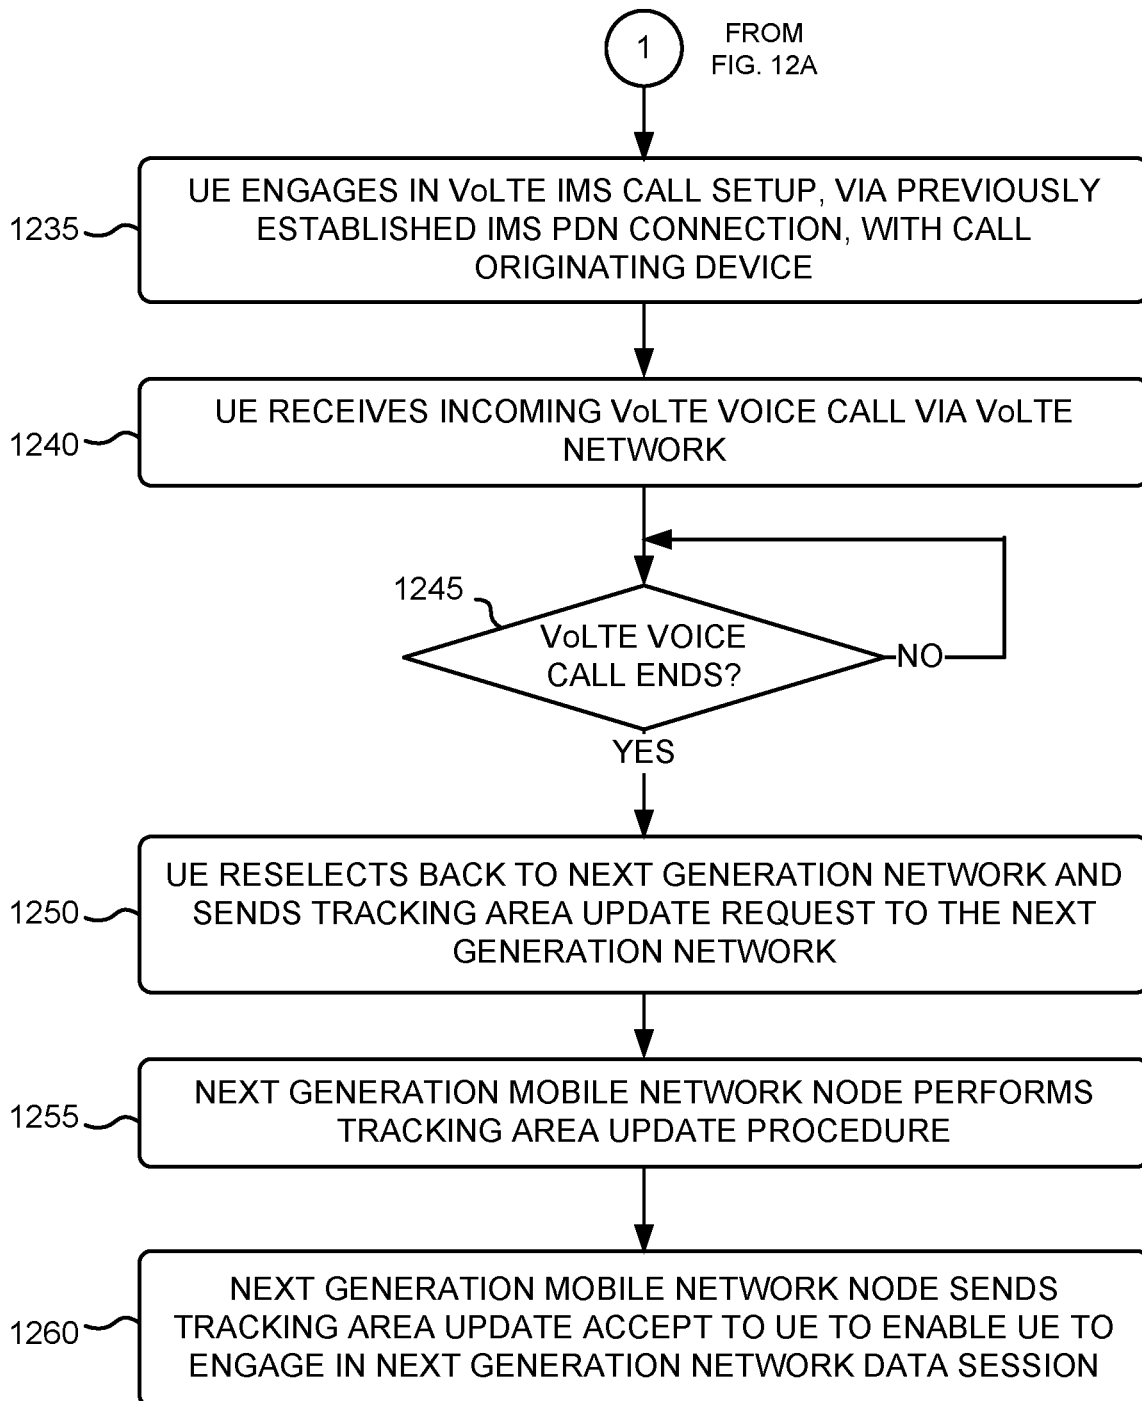 1
FROM
FIG. 12A
1235
UE ENGAGES IN VoLTE IMS CALL SETUP, VIA PREVIOUSLY
ESTABLISHED IMS PDN CONNECTION, WITH CALL
ORIGINATING DEVICE
1240
UE RECEIVES INCOMING VoLTE VOICE CALL VIA VoLTE
NETWORK
1245
VoLTE VOICE
CALL ENDS?
NO
YES
1250
UE RESELECTS BACK TO NEXT GENERATION NETWORK AND
SENDS TRACKING AREA UPDATE REQUEST TO THE NEXT
GENERATION NETWORK
1255
NEXT GENERATION MOBILE NETWORK NODE PERFORMS
TRACKING AREA UPDATE PROCEDURE
1260
NEXT GENERATION MOBILE NETWORK NODE SENDS
TRACKING AREA UPDATE ACCEPT TO UE TO ENABLE UE TO
ENGAGE IN NEXT GENERATION NETWORK DATA SESSION